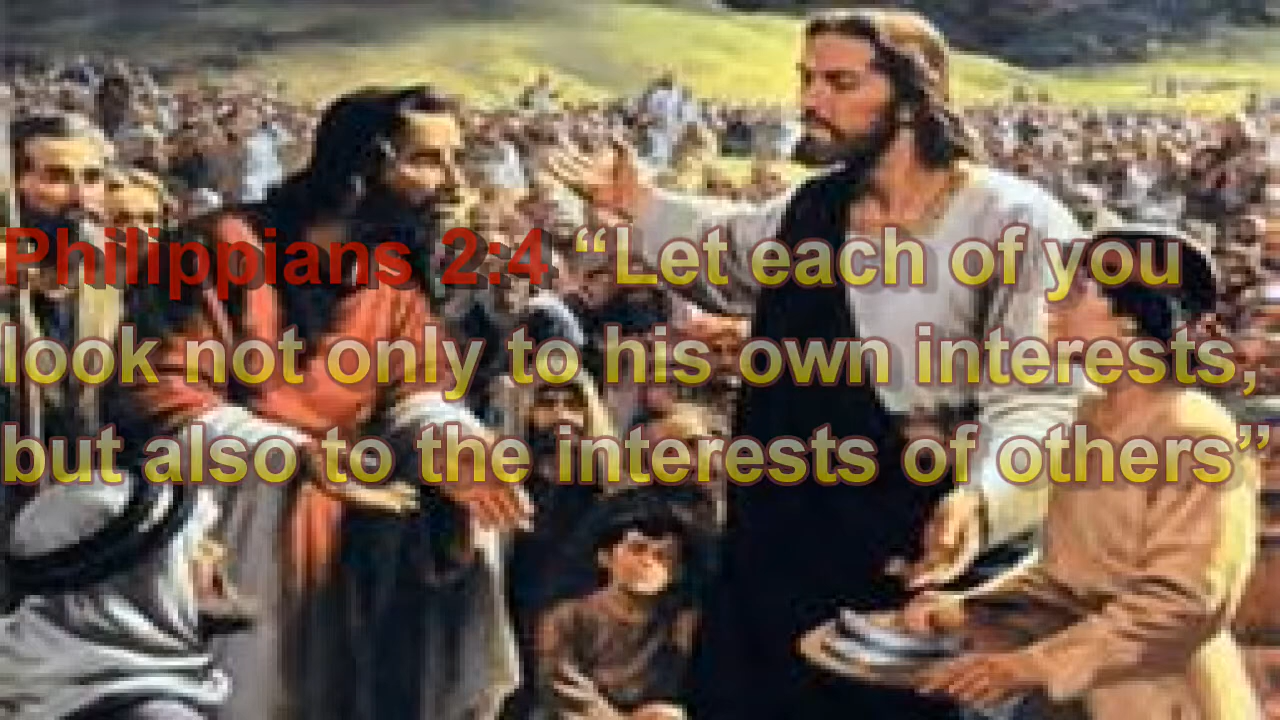 Philippians 2:4 “Let each of you
look not only to his own interests,
but also to the interests of others”